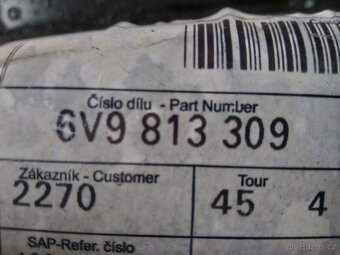 Číslo dílu - Part Number
6V9 813 309
Zákazník - Customer
2270
Tour
45 4
SAP-Refer. číslo